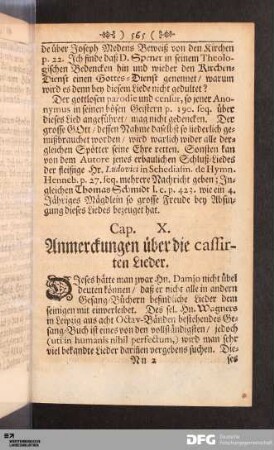 565
de über Joseph Medens Beweiß von den Kirchen
p. 22. Ich finde daß D. Spener in seinem Theolo-
gischen Bedencken hin und wieder den Kirchen-
Dienst einen Gottes-Dienst genennet/ warum
wird es denn bey diesem Liede nicht gedultet?
Der gottlosen parodie und censur, so jener Ano-
nymus in seinen bösen Geistern p. 190. seq. über
dieses Lied angeführet/ mag nicht gedencken. Der
grosse GOtt/ dessen Nahme daselbst so liederlich ge-
mißbrauchet worden/ wird warlich wider alle der-
gleichen Spötter seine Ehre retten. Sonsten kan
von dem Autore jenes erbaulichen Schluß-Liedes
der fleißige Hr. Ludovici in Schediasm. de Hymn.
Henneb. p. 27. seq. mehrere Nachricht geben; In-
gleichen Thomas Schmidt l. c. p. 423. wie ein 4.
Jähriges Mägdlein so grosse Freude bey Absin-
gung dieses Liedes bezeuget hat.
Cap. X.
Anmerckungen über die cassir-
ten Lieder.
DIeses hätte man zwar Hn. Damio nicht übel
deuten können/ daß er nicht alle in andern
Gesang-Büchern befindliche Lieder dem
seinigen mit einverleibet. Des sel. Hn. Wagners
in Leipzig aus acht Octav-Bänden bestehendes Ge-
sang-Buch ist eines von den vollständigsten/ jedoch
(uti in humanis nihil perfectum,) wird man sehr
viel bekandte Lieder darinnen vergebens suchen. Die-
Nn 2
ses
DFG
Deutsche
Forschungsgemeinschaft